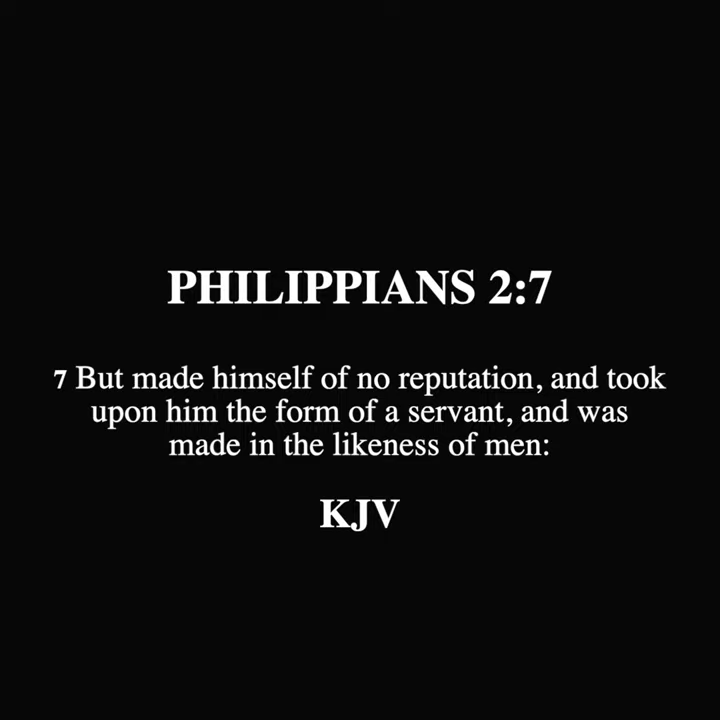 PHILIPPIANS 2:7
7 But made himself of no reputation, and took
upon him the form of a servant, and was
made in the likeness of men:
KJV